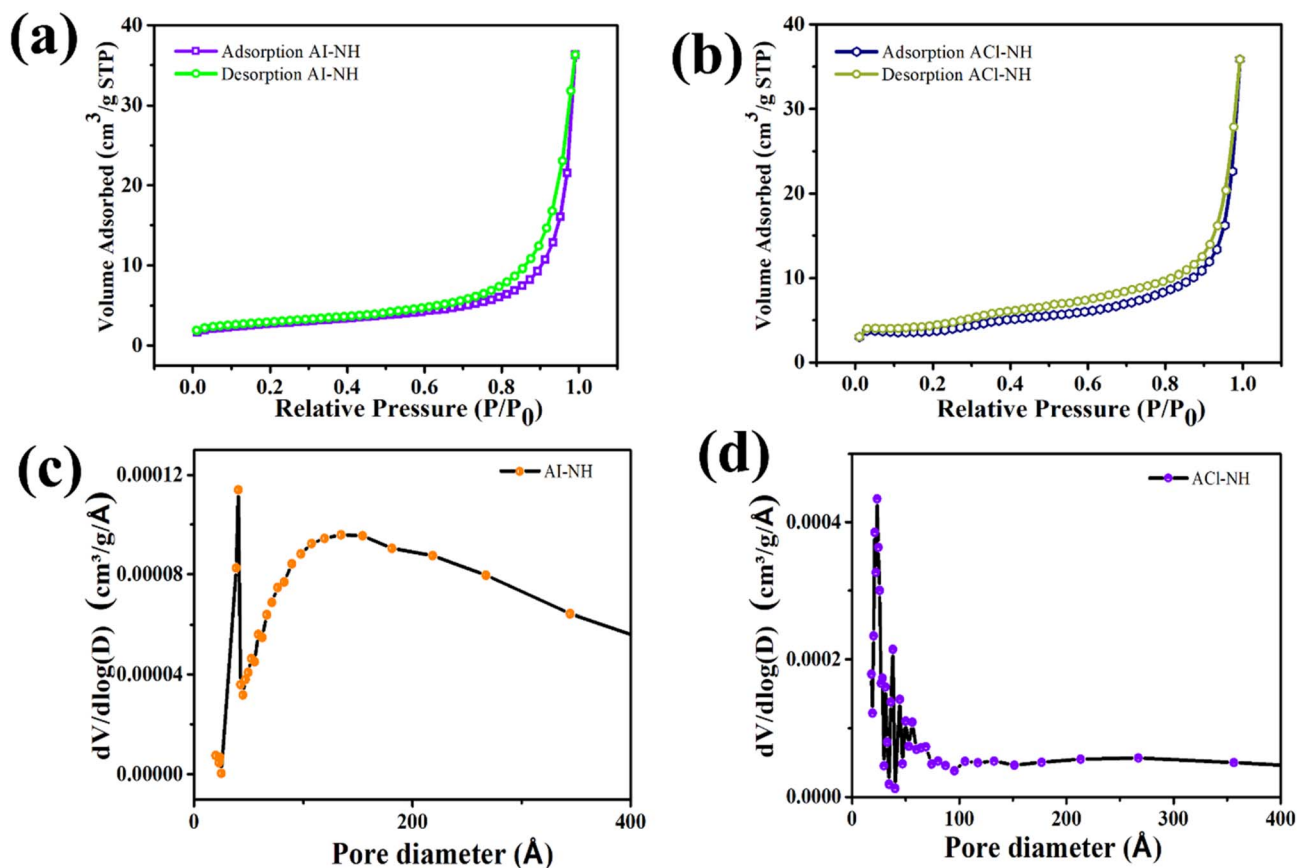 (a)
40
30
20
10
0
Volume Adsorbed (cm³/g STP)
Adsorption AI-NH
Desorption AI-NH
0.0 0.2 0.4 0.6 0.8 1.0
Relative Pressure (P/P₀)
(b)
40
30
20
10
0
Volume Adsorbed (cm³/g STP)
Adsorption ACl-NH
Desorption ACl-NH
0.0 0.2 0.4 0.6 0.8 1.0
Relative Pressure (P/P₀)
(c)
0.00012
0.00008
0.00004
0.00000
dV/dlog(D) (cm³/g/Å)
AI-NH
0 200 400
Pore diameter (Å)
(d)
0.0004
0.0002
0.0000
dV/dlog(D) (cm³/g/Å)
ACl-NH
0 100 200 300 400
Pore diameter (Å)